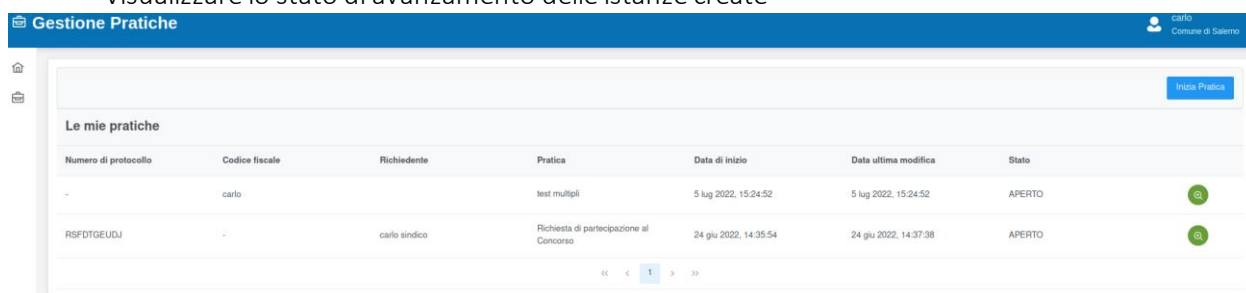 Visualizzare lo stato di avanzamento delle istanze create
Gestione Pratiche
carlo
Comune di Salerno
Inizia Pratica
Le mie pratiche
Numero di protocollo Codice fiscale Richiedente Pratica Data di inizio Data ultima modifica Stato
- carlo test multipli 5 lug 2022, 15:24:52 5 lug 2022, 15:24:52 APERTO
RSFDTGEUDJ - carlo sindico Richiesta di partecipazione al 24 giu 2022, 14:35:54 24 giu 2022, 14:37:38 APERTO
Concorso
« < 1 > »